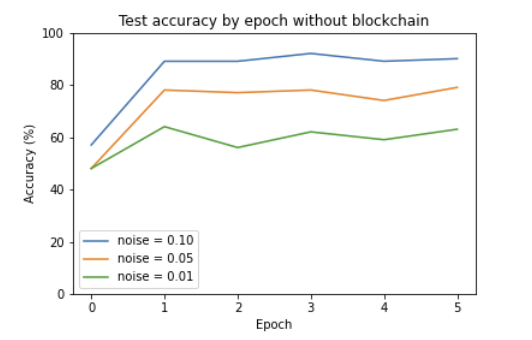 Test accuracy by epoch without blockchain
100
80
60
40
20
0
Accuracy (%)
noise = 0.10
noise = 0.05
noise = 0.01
0 1 2 3 4 5
Epoch